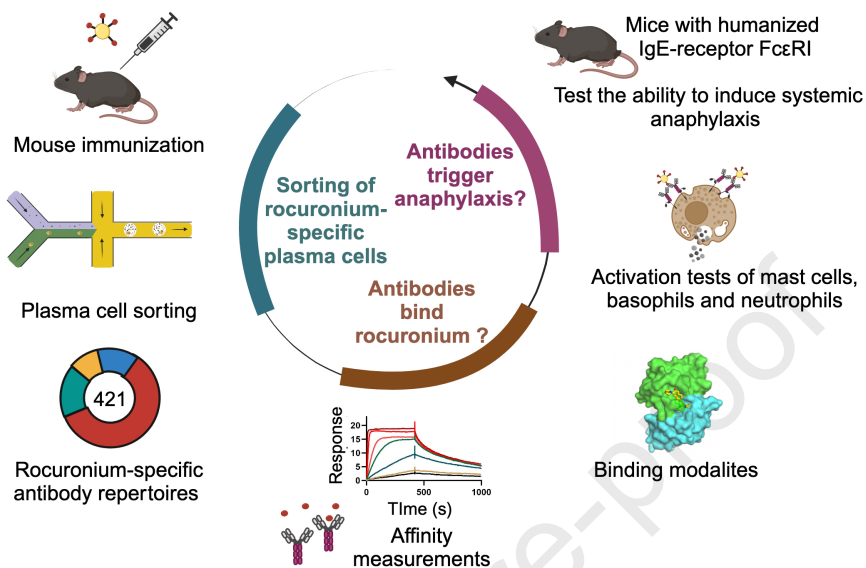 Mouse immunization
Plasma cell sorting
421
Rocuronium-specific
antibody repertoires
Sorting of
rocuronium-
specific
plasma cells
Antibodies
bind
rocuronium ?
Antibodies
trigger
anaphylaxis?
Response
20
15
10
5
0
0
500
1000
TIme (s)
Affinity
measurements
Mice with humanized
IgE-receptor FcεRI
Test the ability to induce systemic
anaphylaxis
Activation tests of mast cells,
basophils and neutrophils
Binding modalites
re-proof